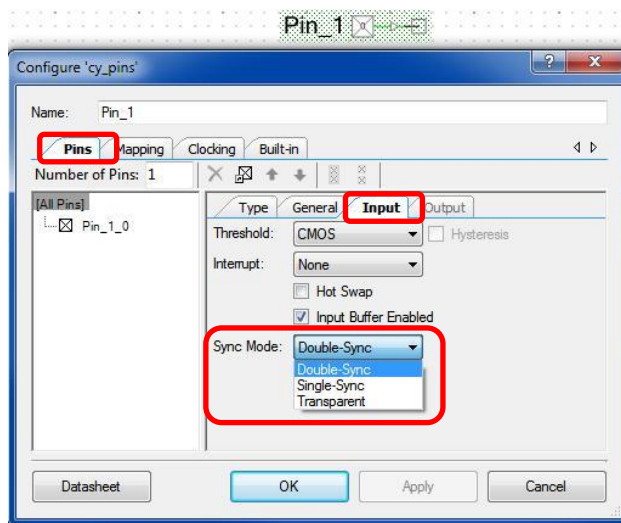 Pin_1
Configure 'cy_pins'
Name: Pin_1
Pins Mapping Clocking Built-in
Number of Pins: 1
[All Pins]
Pin_1_0
Type General Input Output
Threshold: CMOS Hysteresis
Interrupt: None
Hot Swap
Input Buffer Enabled
Sync Mode: Double-Sync
Double-Sync
Single-Sync
Transparent
Datasheet OK Apply Cancel